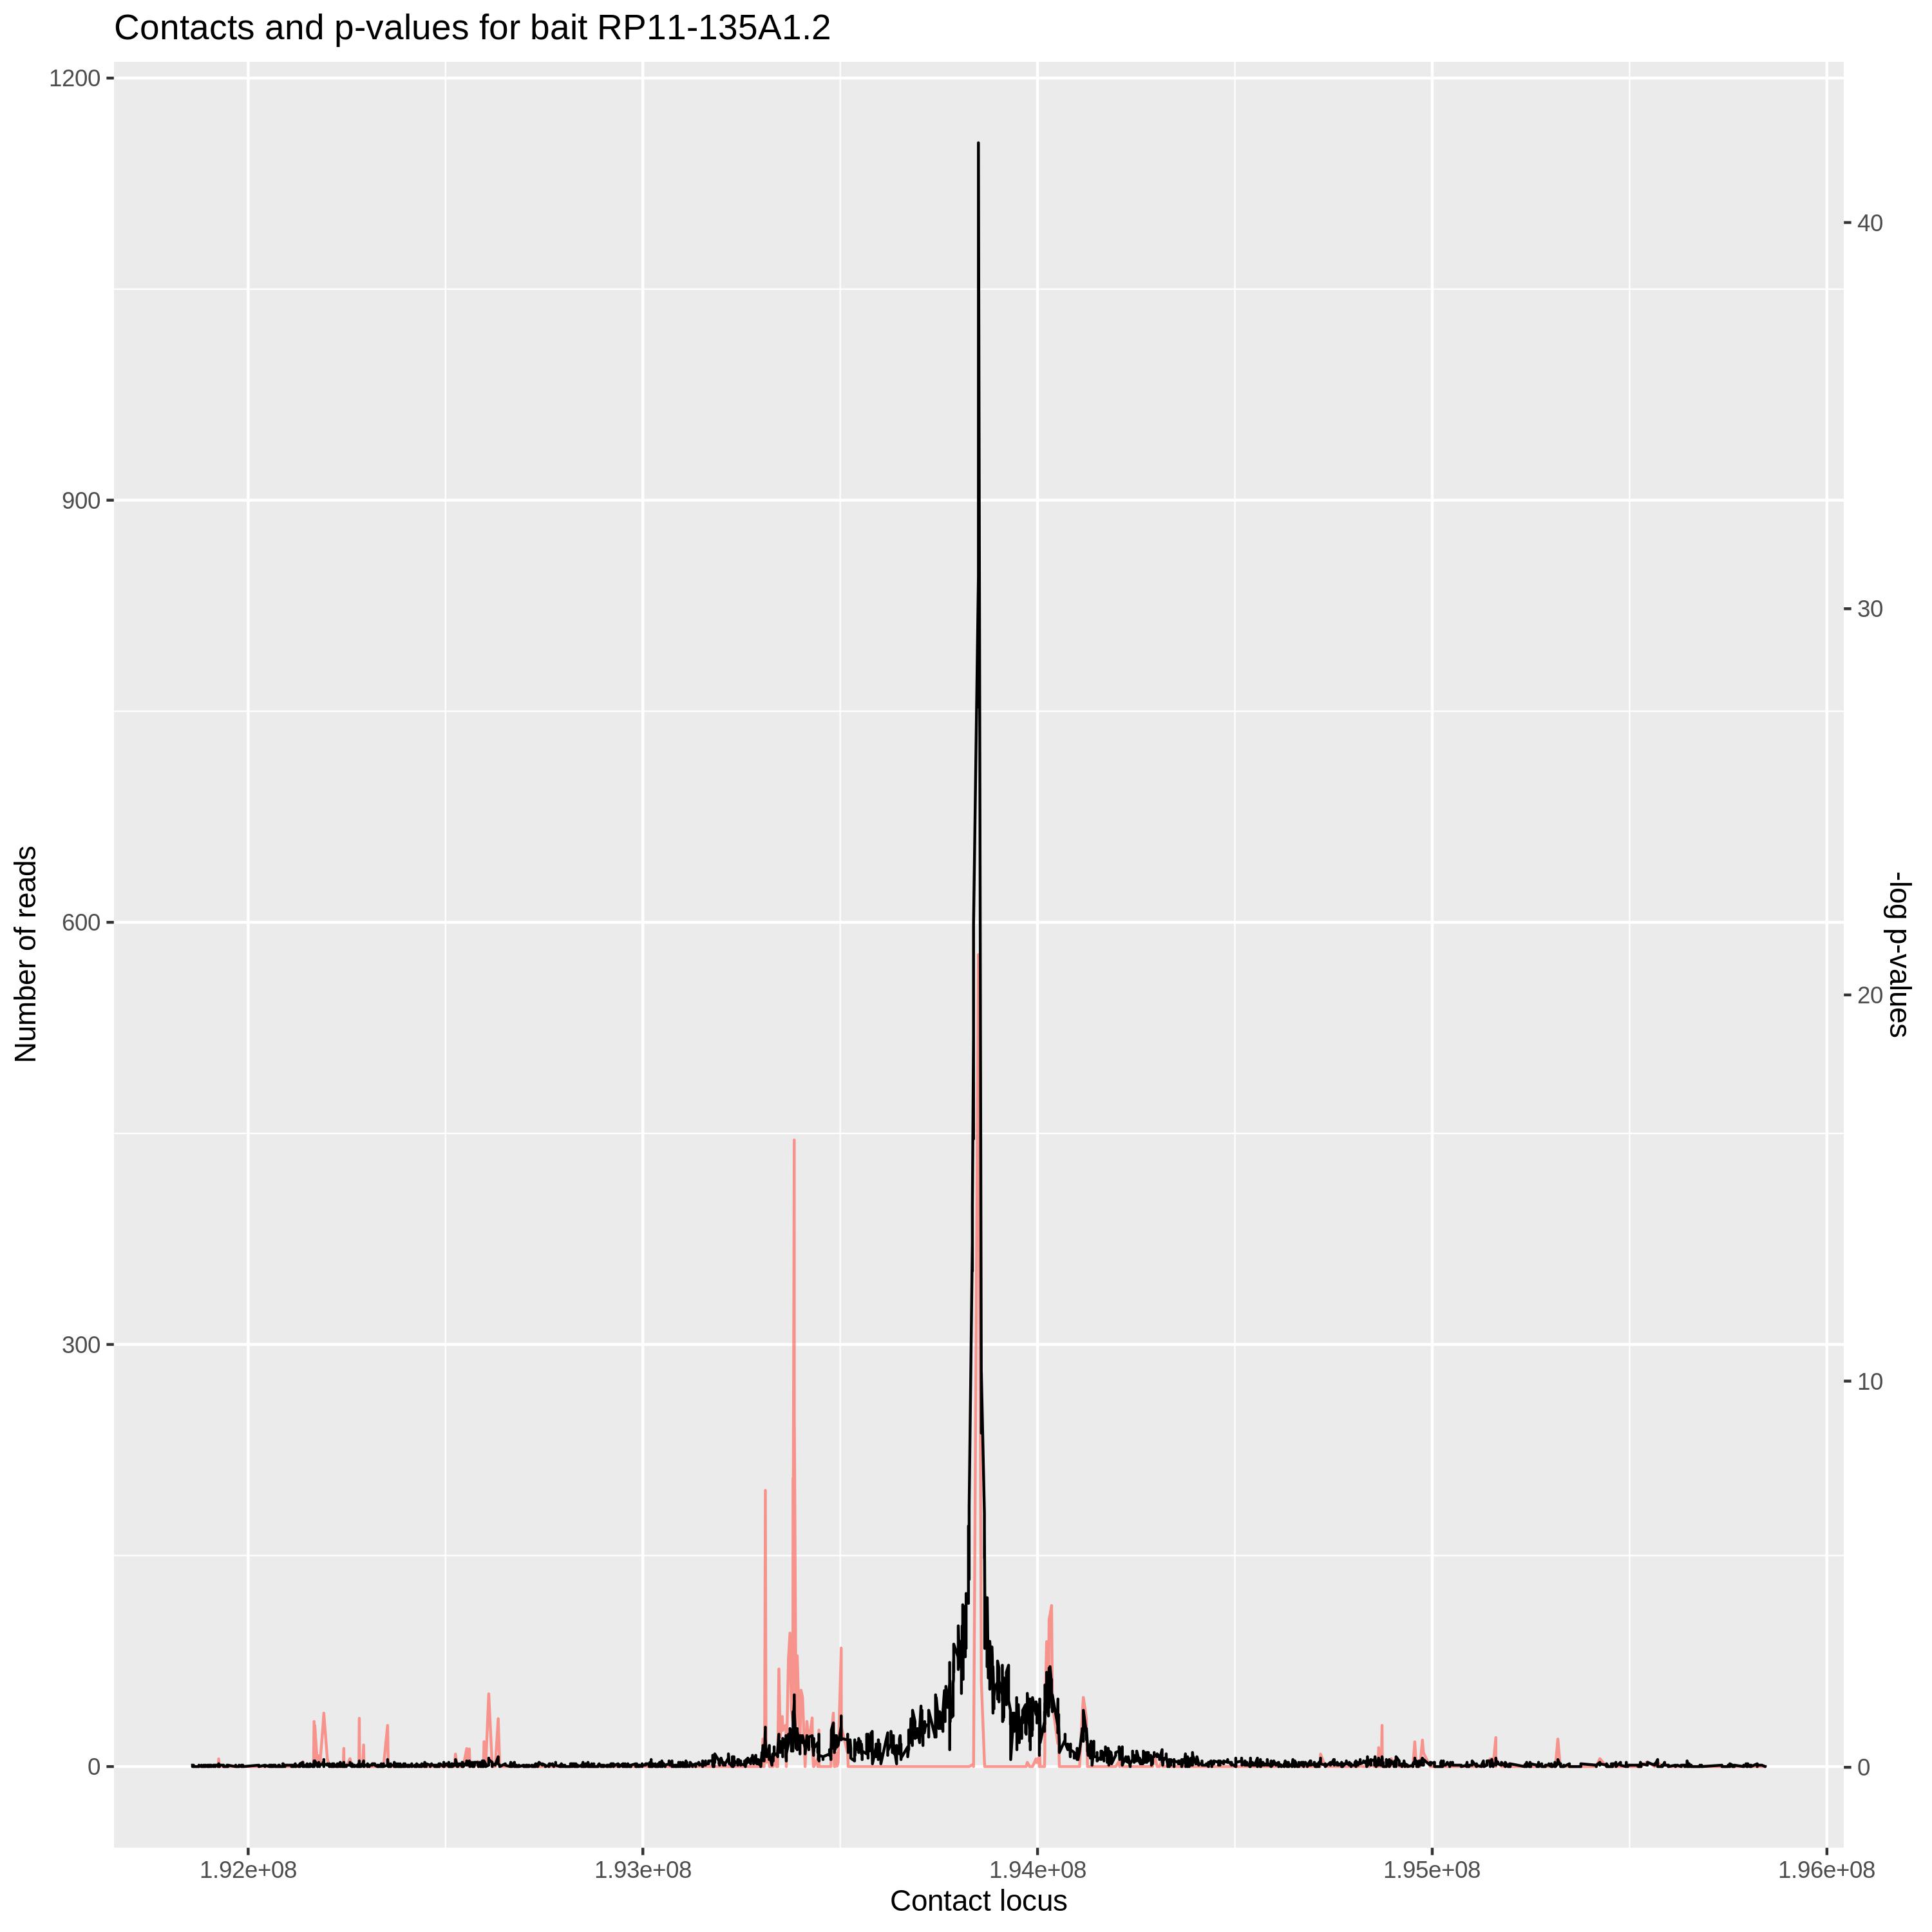 Contacts and p-values for bait RP11-135A1.2
1200
900
600
300
0
Number of reads
40
30
20
10
0
-log p-values
1.92e+08
1.93e+08
1.94e+08
1.95e+08
1.96e+08
Contact locus